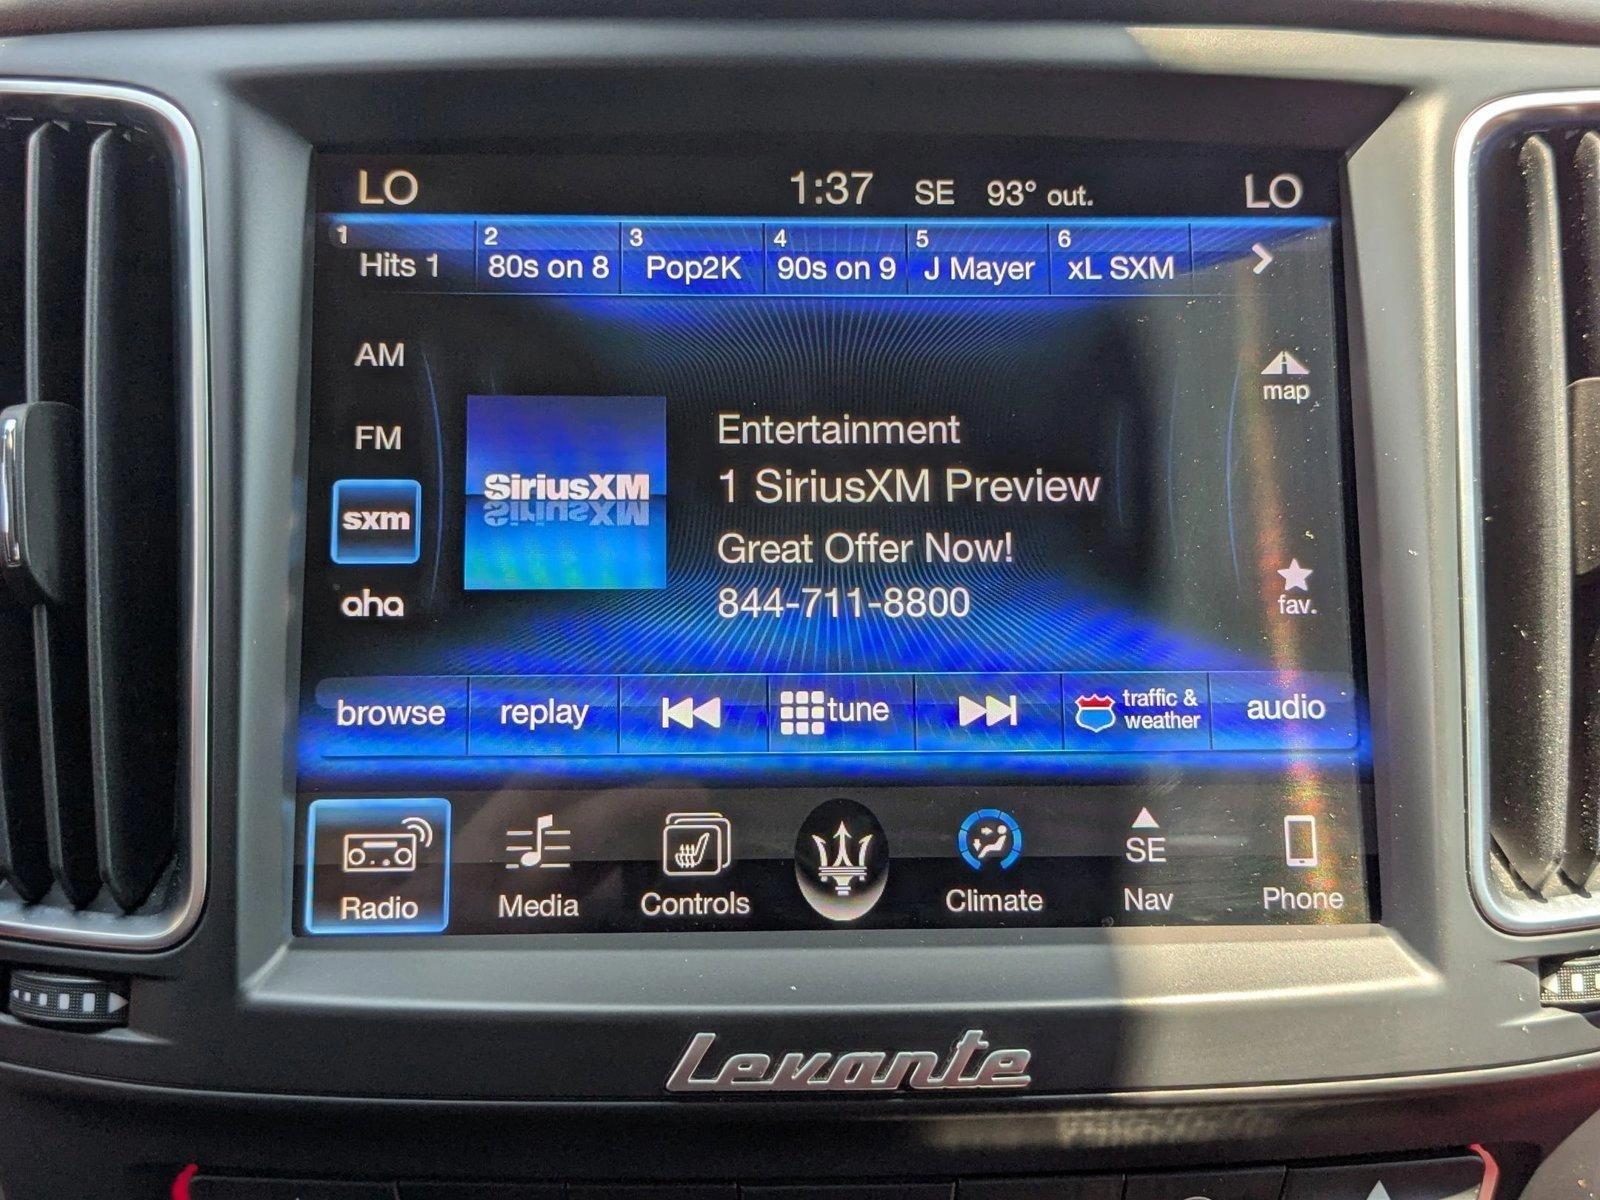 LO 1:37 SE 93° out. LO
1 2 3 4 5 6
Hits 1 80s on 8 Pop2K 90s on 9 J Mayer xL SXM
AM
map
FM
Entertainment
SiriusXM
1 SiriusXM Preview
sxm
Great Offer Now!
aha
fav.
844-711-8800
browse replay tune traffic & weather audio
SE
Radio Media Controls Climate Nav Phone
Levante